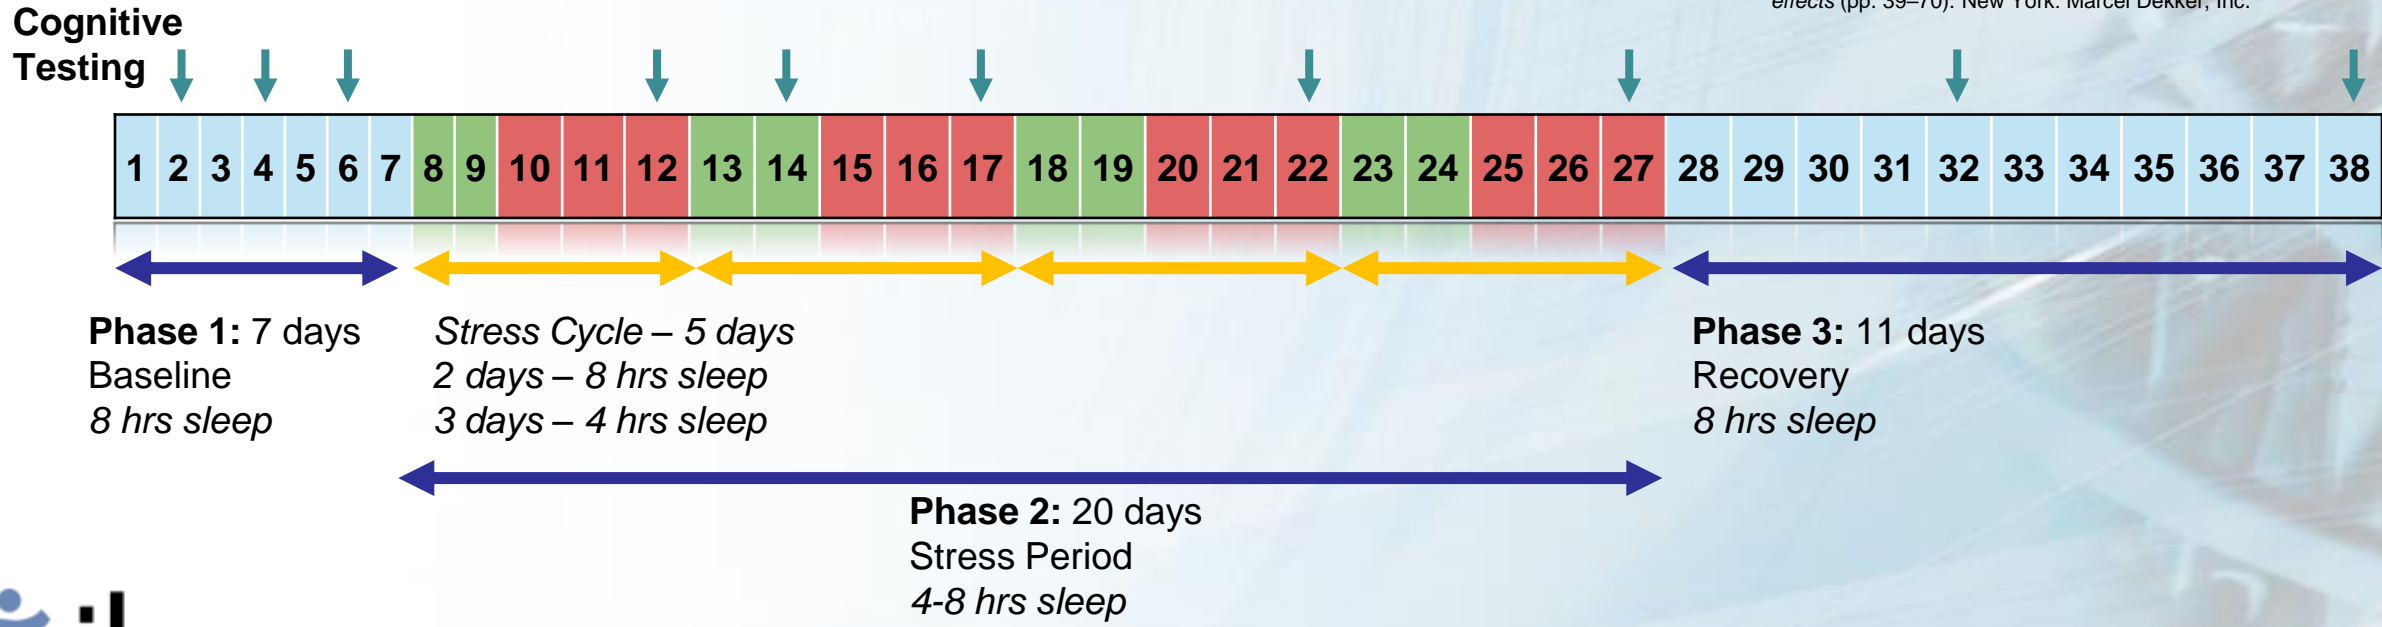 effects (pp. 39–70). New York: Marcel Dekker, Inc.
Cognitive
Testing
1 2 3 4 5 6 7 8 9 10 11 12 13 14 15 16 17 18 19 20 21 22 23 24 25 26 27 28 29 30 31 32 33 34 35 36 37 38
Phase 1: 7 days
Baseline
8 hrs sleep
Stress Cycle – 5 days
2 days – 8 hrs sleep
3 days – 4 hrs sleep
Phase 3: 11 days
Recovery
8 hrs sleep
Phase 2: 20 days
Stress Period
4-8 hrs sleep